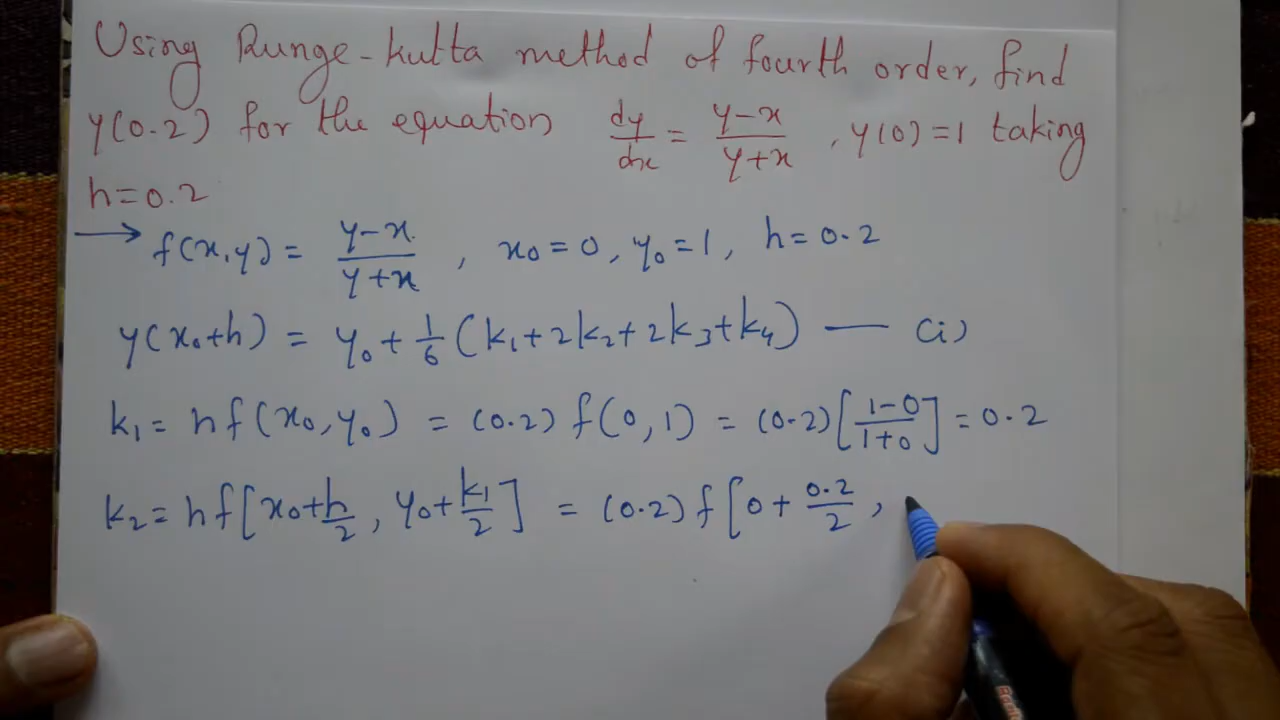 Using Runge-Kutta method of fourth order, find
y(0.2) for the equation dy/dx = y-x/y+x , y(0)=1 taking
h=0.2
→ f(x,y) = y-x/y+x , x₀=0, y₀=1, h=0.2
y(x₀+h) = y₀ + 1/6 (k₁+2k₂+2k₃+k₄) — (i)
k₁ = hf(x₀,y₀) = (0.2) f(0,1) = (0.2)[1-0/1+0] = 0.2
k₂ = hf[x₀+h/2, y₀+k₁/2] = (0.2) f[0+0.2/2,